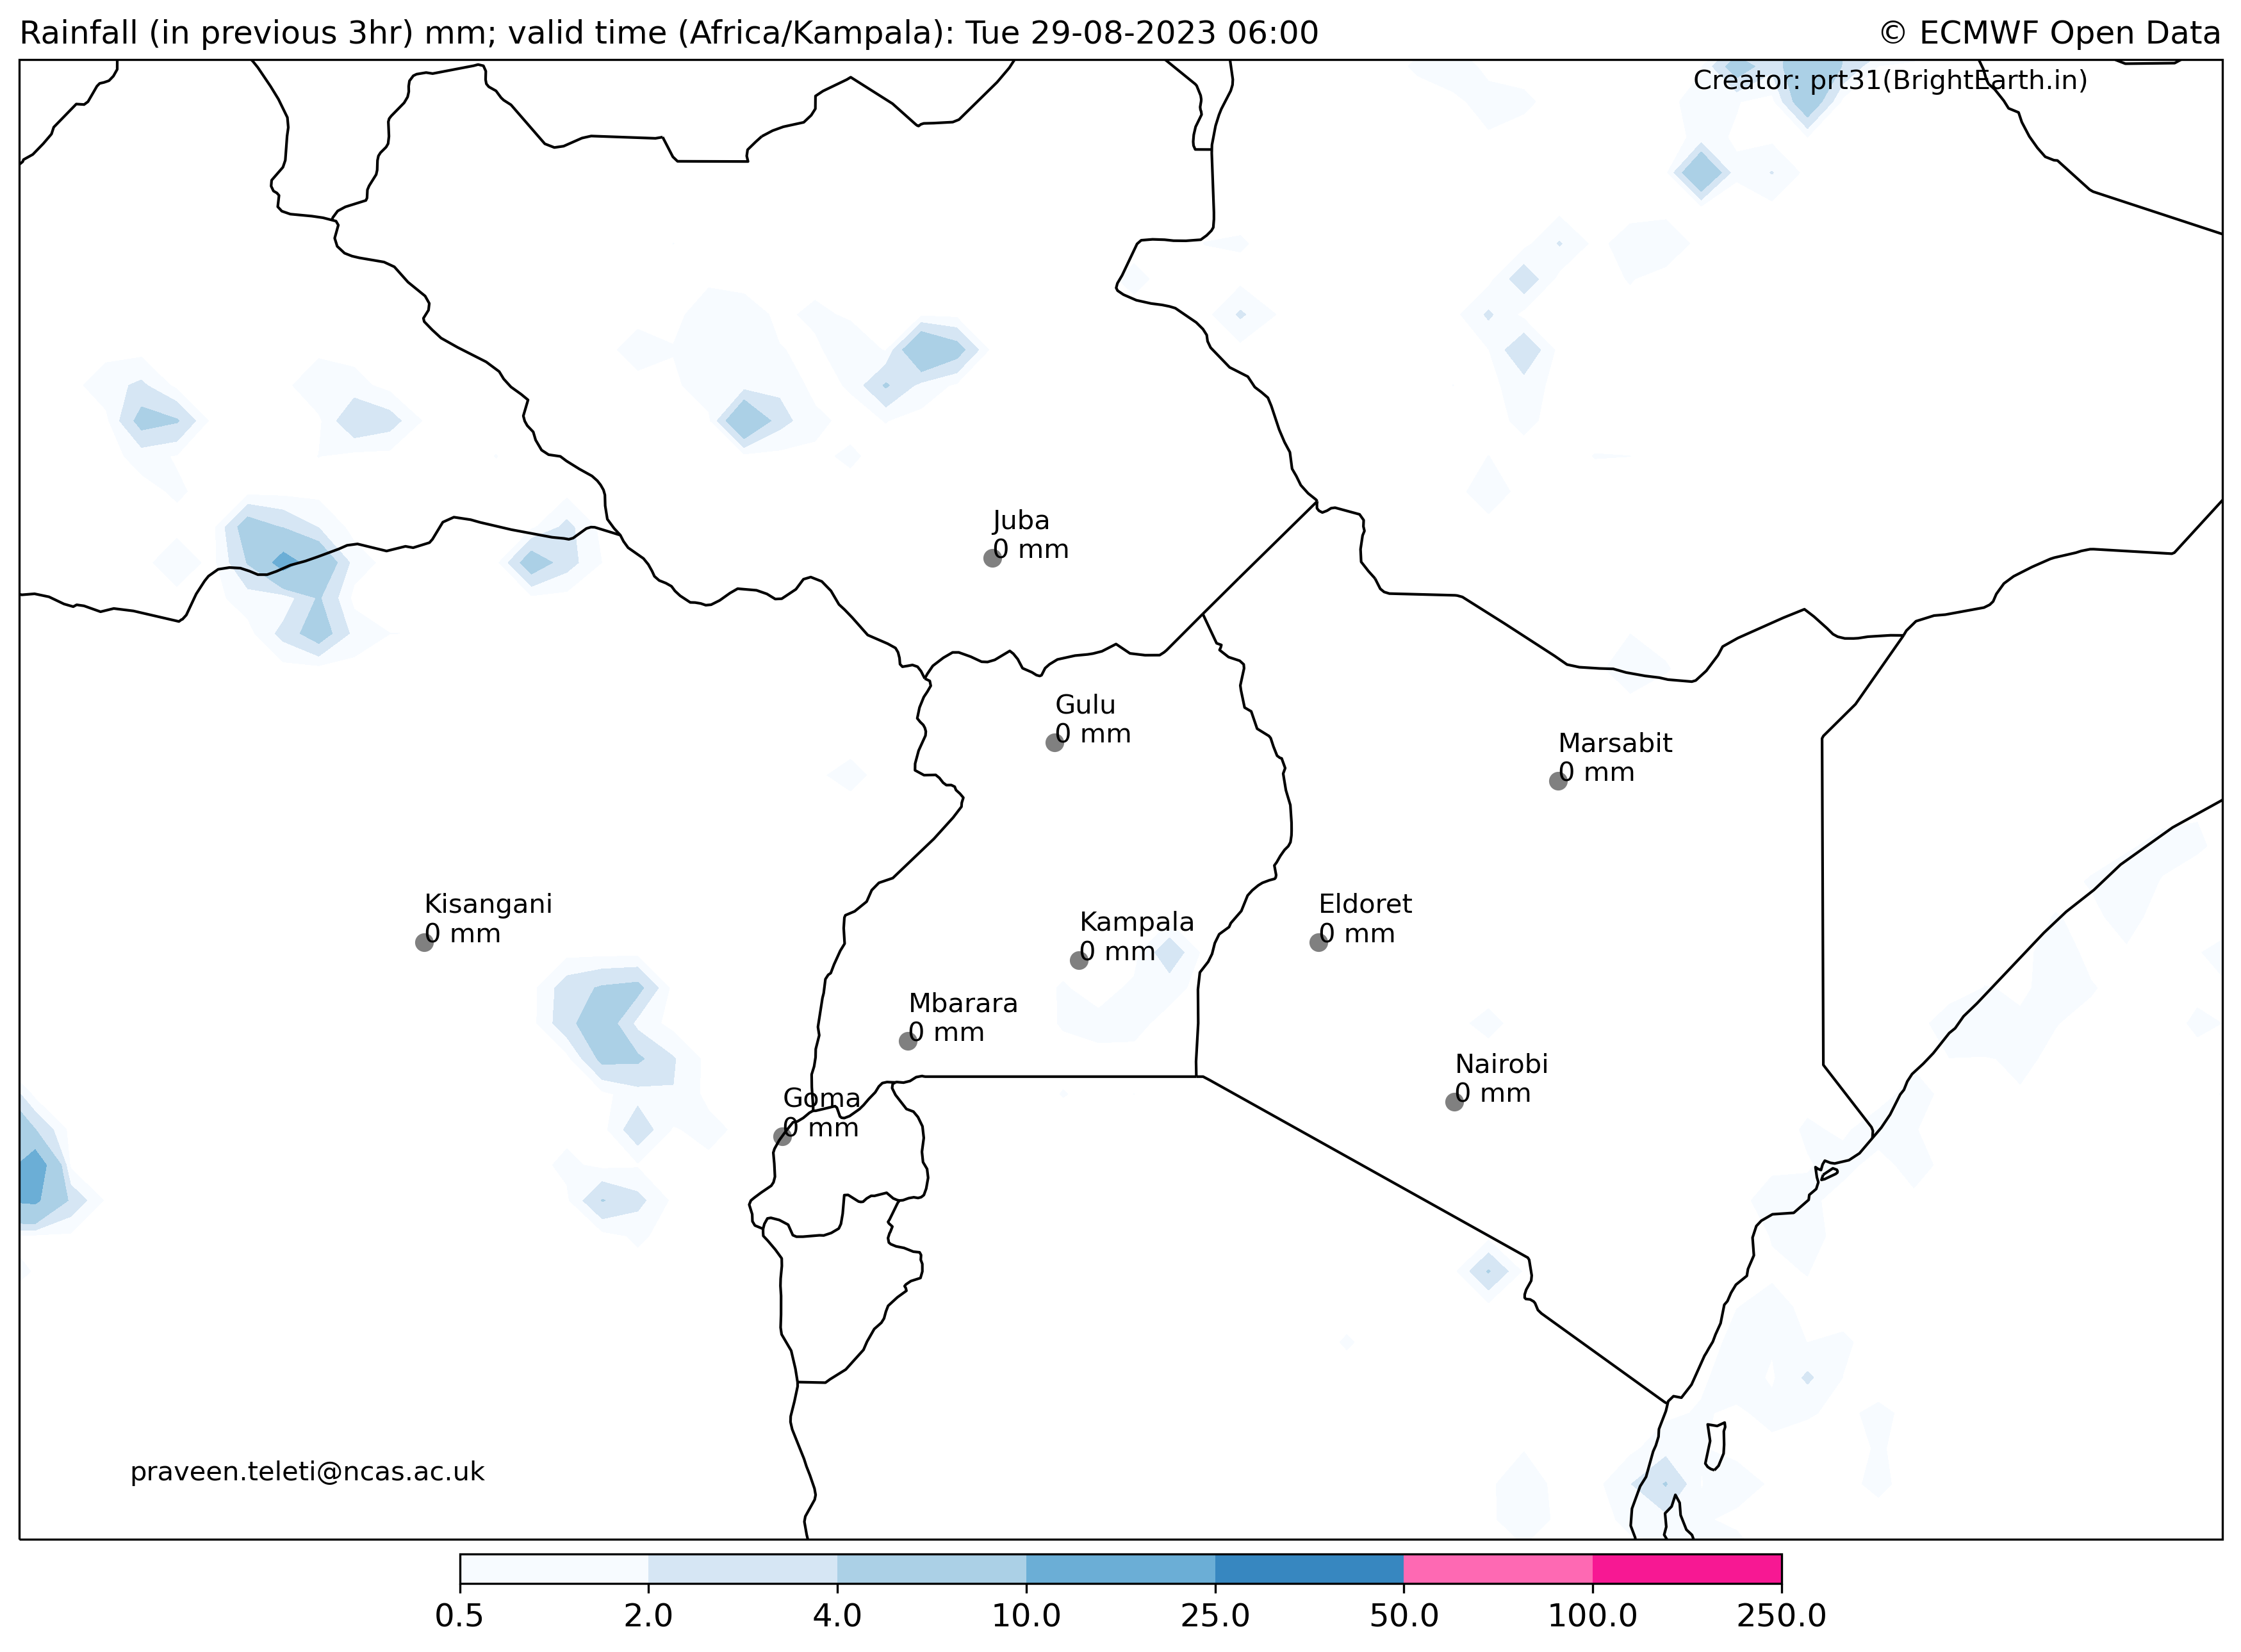 Rainfall (in previous 3hr) mm; valid time (Africa/Kampala): Tue 29-08-2023 06:00
© ECMWF Open Data
Creator: prt31(BrightEarth.in)
Juba
0 mm
Gulu
0 mm
Marsabit
0 mm
Kisangani
0 mm
Kampala
0 mm
Eldoret
0 mm
Mbarara
0 mm
Nairobi
0 mm
Goma
0 mm
praveen.teleti@ncas.ac.uk
0.5 2.0 4.0 10.0 25.0 50.0 100.0 250.0